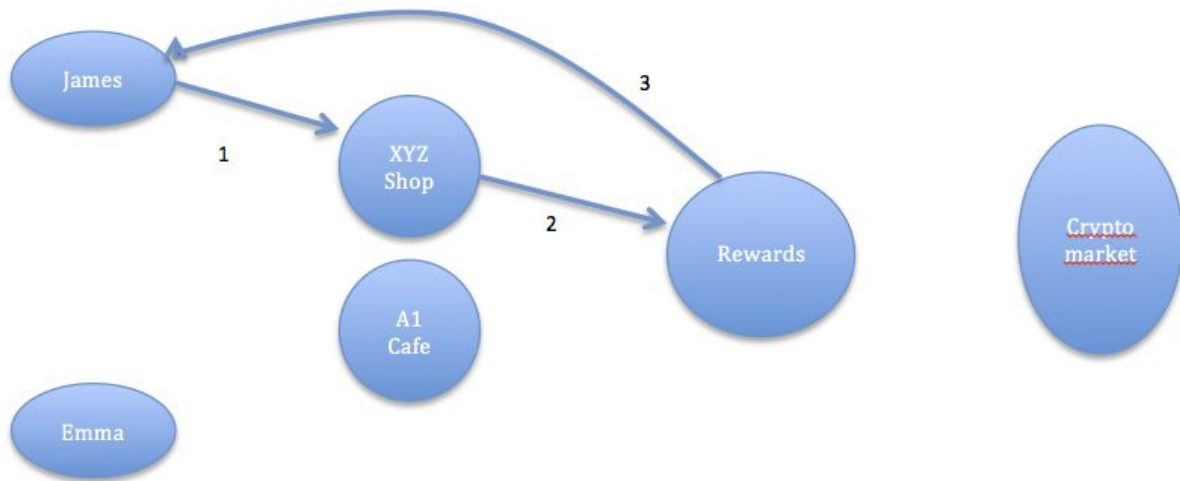 James
3
1
XYZ
Shop
2
Rewards
Crypto
market
A1
Cafe
Emma